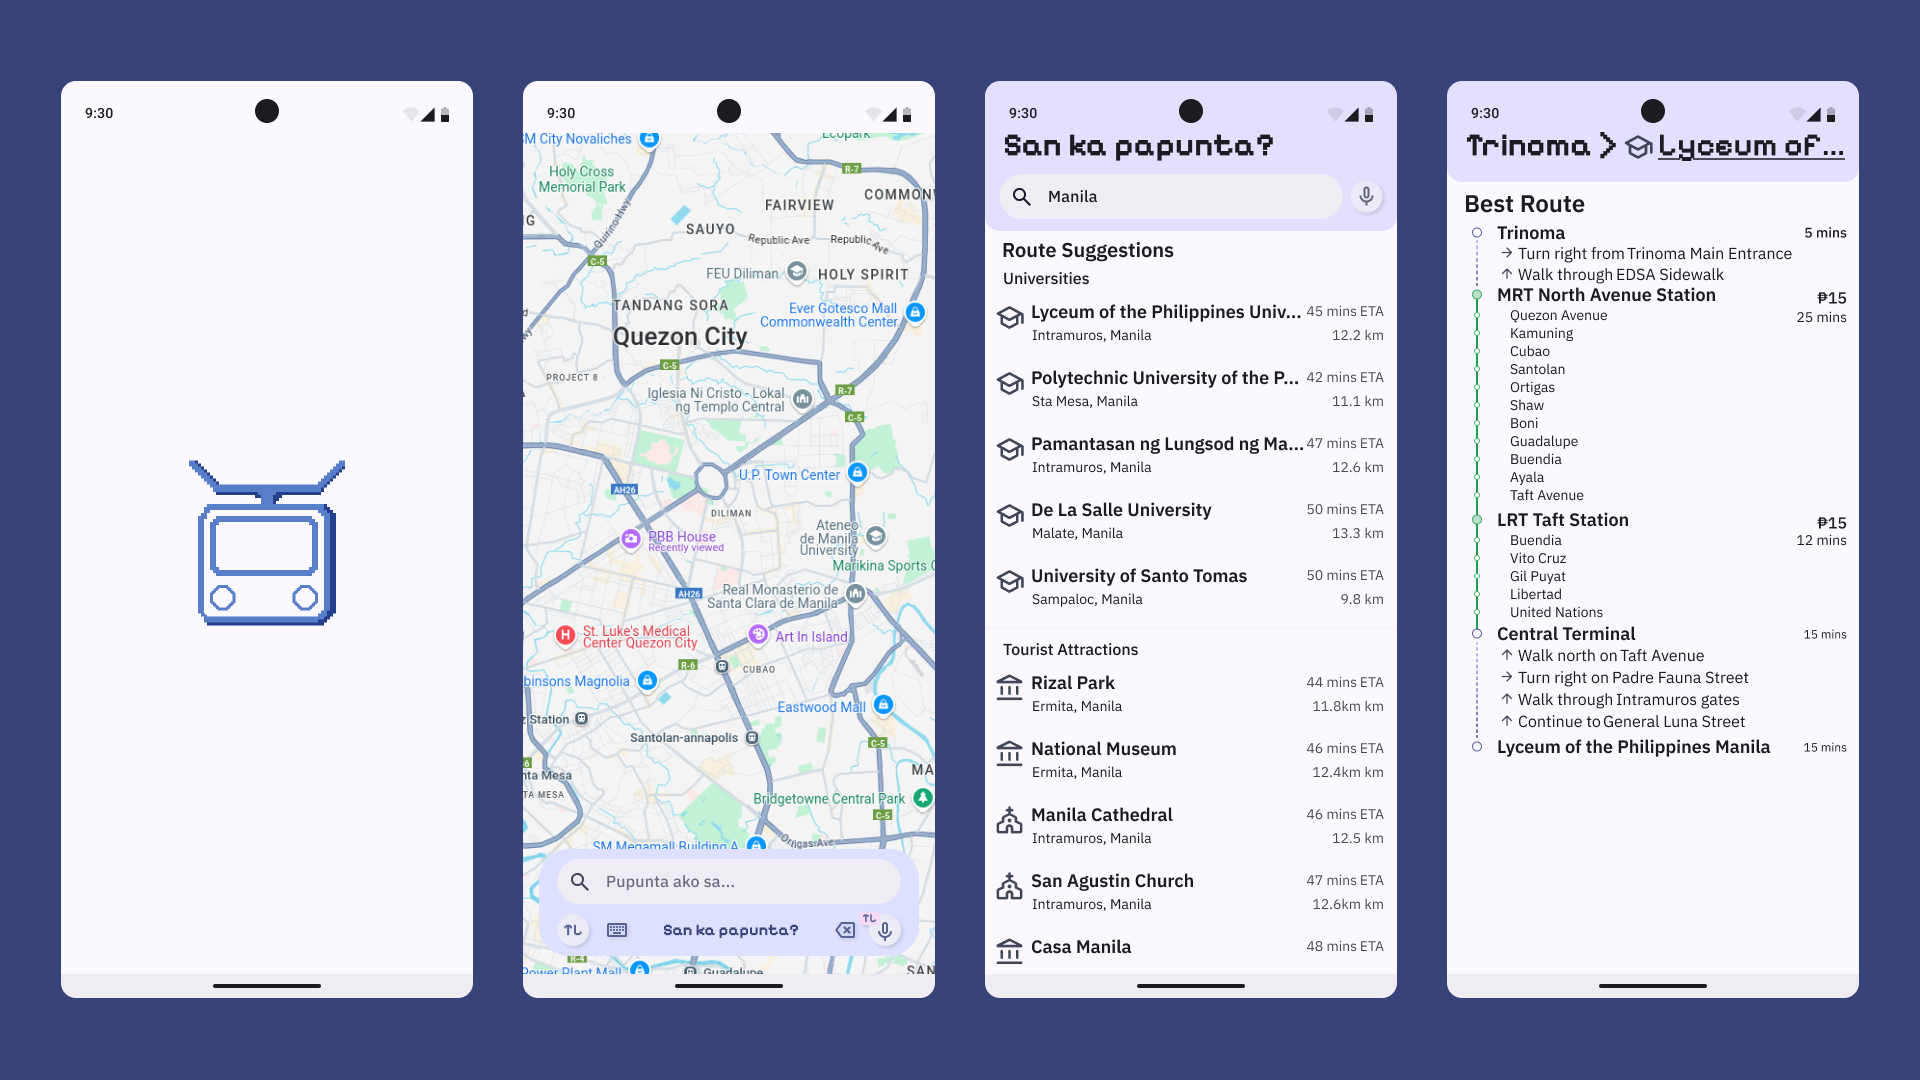 9:30
9:30
SM City Novaliches
Ecopark
R-7
Holy Cross
Memorial Park
COMMONW
FAIRVIEW
NG
SAUYO
Quirino Hwy
Republic Ave
Republic Ave
C-5
FEU Diliman
HOLY SPIRIT
TANDANG SORA
Ever Gotesco Mall
Commonwealth Center
Quezon City
C-5
PROJECT 8
R-7
Iglesia Ni Cristo - Lokal
ng Templo Central
C-5
U.P. Town Center
AH26
DILIMAN
PBB House
Recently viewed
Ateneo
de Manila
University
Marikina Sports C
AH26
Real Monasterio de
Santa Clara de Manila
St. Luke's Medical
Center Quezon City
Art In Island
R-6
CUBAO
binsons Magnolia
Eastwood Mall
z Station
Santolan-annapolis
C-5
-6
nta Mesa
MA
TA MESA
Bridgetowne Central Park
C-5
Ortigas Ave
SM Megamall Building A
Pupunta ako sa...
TL
San ka papunta?
TL
R-4
Power Plant Mall
Guadalupe
SAN
9:30
San ka papunta?
Manila
Route Suggestions
Universities
Lyceum of the Philippines Univ... 45 mins ETA
Intramuros, Manila 12.2 km
Polytechnic University of the P... 42 mins ETA
Sta Mesa, Manila 11.1 km
Pamantasan ng Lungsod ng Ma... 47 mins ETA
Intramuros, Manila 12.6 km
De La Salle University 50 mins ETA
Malate, Manila 13.3 km
University of Santo Tomas 50 mins ETA
Sampaloc, Manila 9.8 km
Tourist Attractions
Rizal Park 44 mins ETA
Ermita, Manila 11.8km km
National Museum 46 mins ETA
Ermita, Manila 12.4km km
Manila Cathedral 46 mins ETA
Intramuros, Manila 12.5 km
San Agustin Church 47 mins ETA
Intramuros, Manila 12.6km km
Casa Manila 48 mins ETA
9:30
Trinoma > Lyceum of...
Best Route
Trinoma 5 mins
→ Turn right from Trinoma Main Entrance
↑ Walk through EDSA Sidewalk
MRT North Avenue Station ₱15
Quezon Avenue 25 mins
Kamuning
Cubao
Santolan
Ortigas
Shaw
Boni
Guadalupe
Buendia
Ayala
Taft Avenue
LRT Taft Station ₱15
Buendia 12 mins
Vito Cruz
Gil Puyat
Libertad
United Nations
Central Terminal 15 mins
↑ Walk north on Taft Avenue
→ Turn right on Padre Fauna Street
↑ Walk through Intramuros gates
↑ Continue to General Luna Street
Lyceum of the Philippines Manila 15 mins